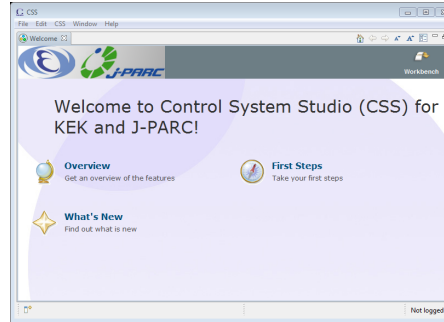 CSS
File Edit CSS Window Help
Welcome
J-PARC
Workbench
Welcome to Control System Studio (CSS) for
KEK and J-PARC!
Overview
Get an overview of the features
First Steps
Take your first steps
What's New
Find out what is new
Not logged